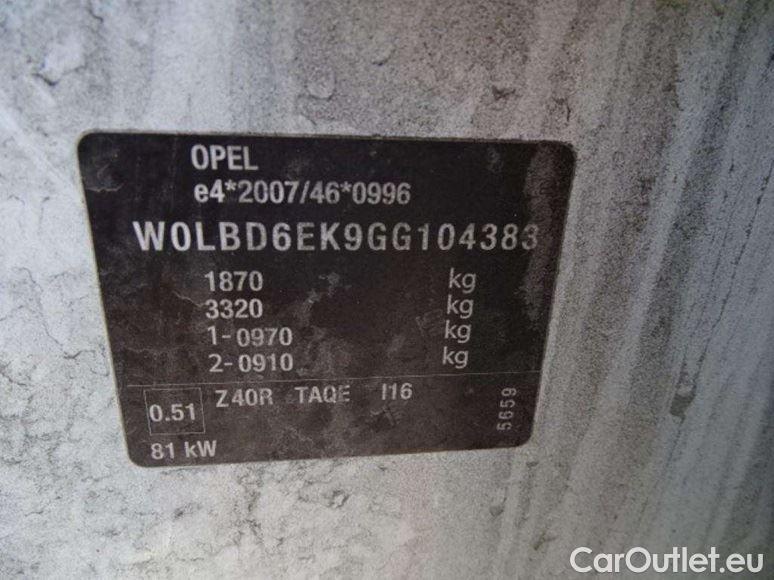 OPEL
e4*2007/46*0996
W0LBD6EK9GG104383
1870 kg
3320 kg
1-0970 kg
2-0910 kg
0.51 Z40R TAQE I16
81 kW
5659
CarOutlet.eu